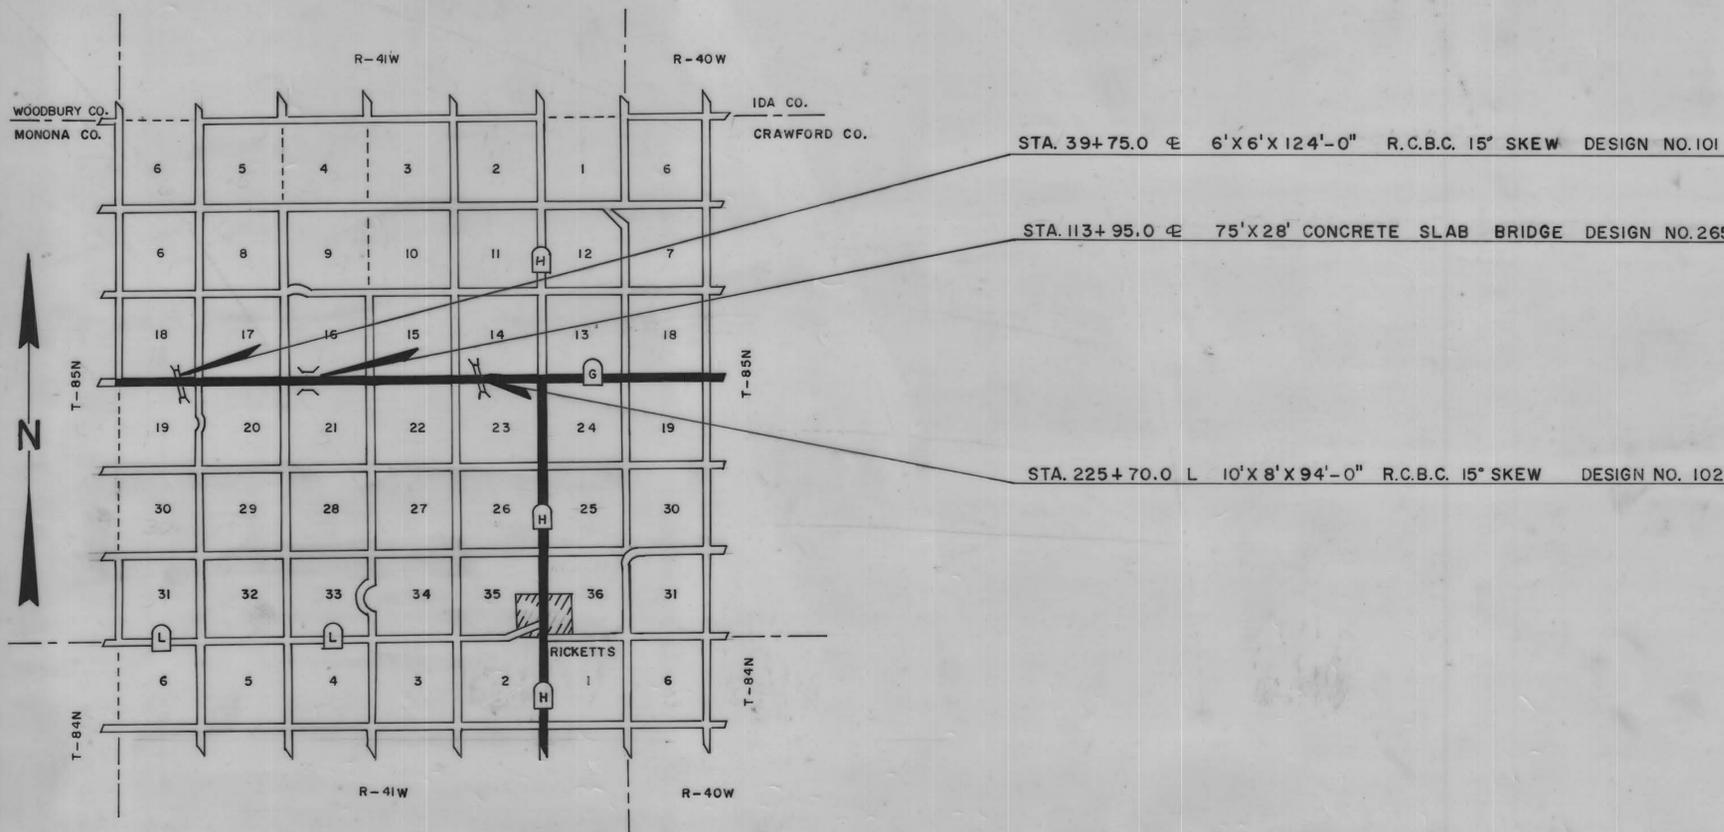 R-41W R-40W
WOODBURY CO. IDA CO.
MONONA CO. CRAWFORD CO.
STA. 39+75.0 ℄ 6'X6'X124'-0" R.C.B.C. 15° SKEW DESIGN NO. 101
6 5 4 3 2 1 6
STA. 113+95.0 ℄ 75'X28' CONCRETE SLAB BRIDGE DESIGN NO. 265
6 8 9 10 11 H 12 7
18 17 16 15 14 13 18
T-85N G T-85N
N
19 20 21 22 23 24 19
STA. 225+70.0 L 10'X8'X94'-0" R.C.B.C. 15° SKEW DESIGN NO. 102
30 29 28 27 26 H 25 30
31 32 33 34 35 36 31
L L
RICKETTS
6 5 4 3 2 H 1 6
T-84N T-84N
R-41W R-40W